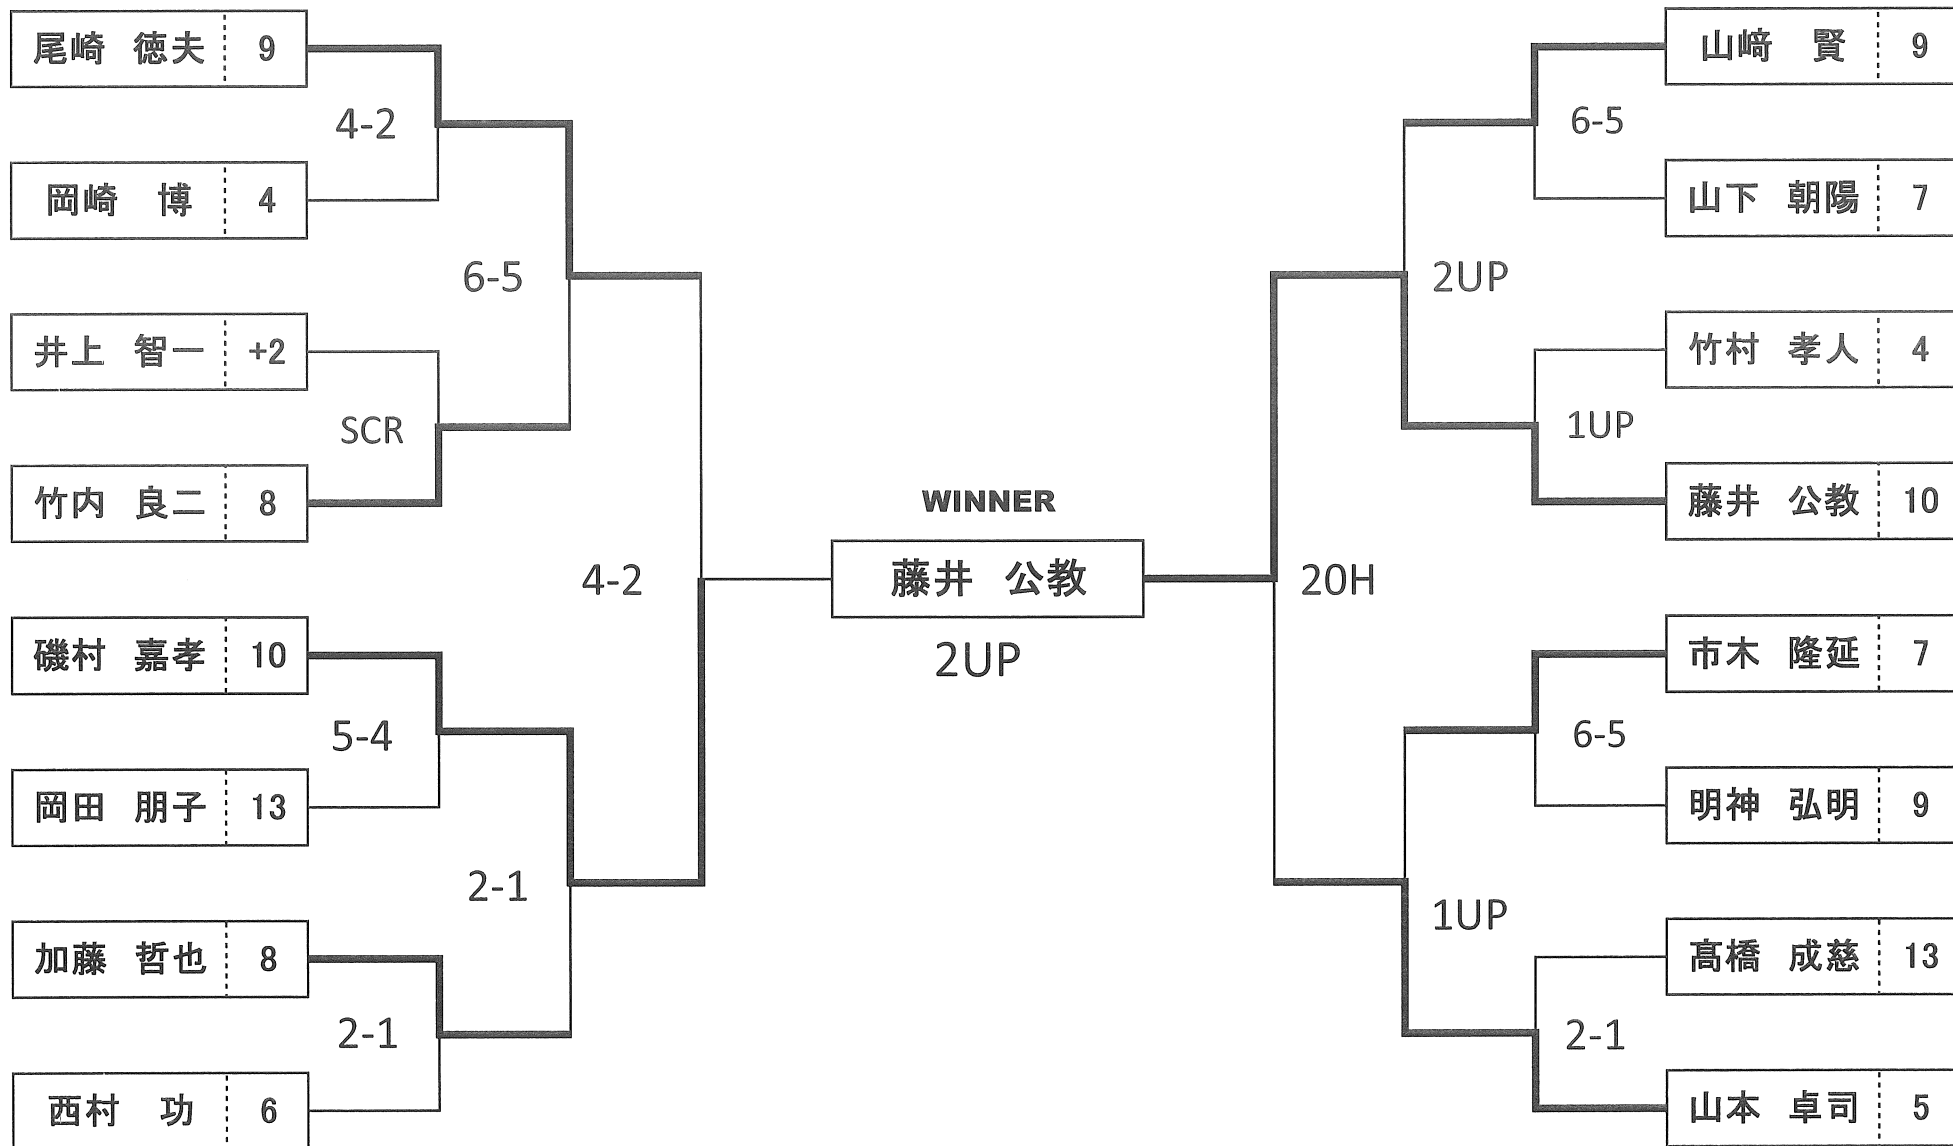 尾崎 徳夫 9
4-2
岡崎 博 4
6-5
井上 智一 +2
SCR
竹内 良二 8
4-2
磯村 嘉孝 10
5-4
岡田 朋子 13
2-1
加藤 哲也 8
2-1
西村 功 6
WINNER
藤井 公教
2UP
山﨑 賢 9
6-5
山下 朝陽 7
2UP
竹村 孝人 4
1UP
藤井 公教 10
20H
市木 隆延 7
6-5
明神 弘明 9
1UP
髙橋 成慈 13
2-1
山本 卓司 5